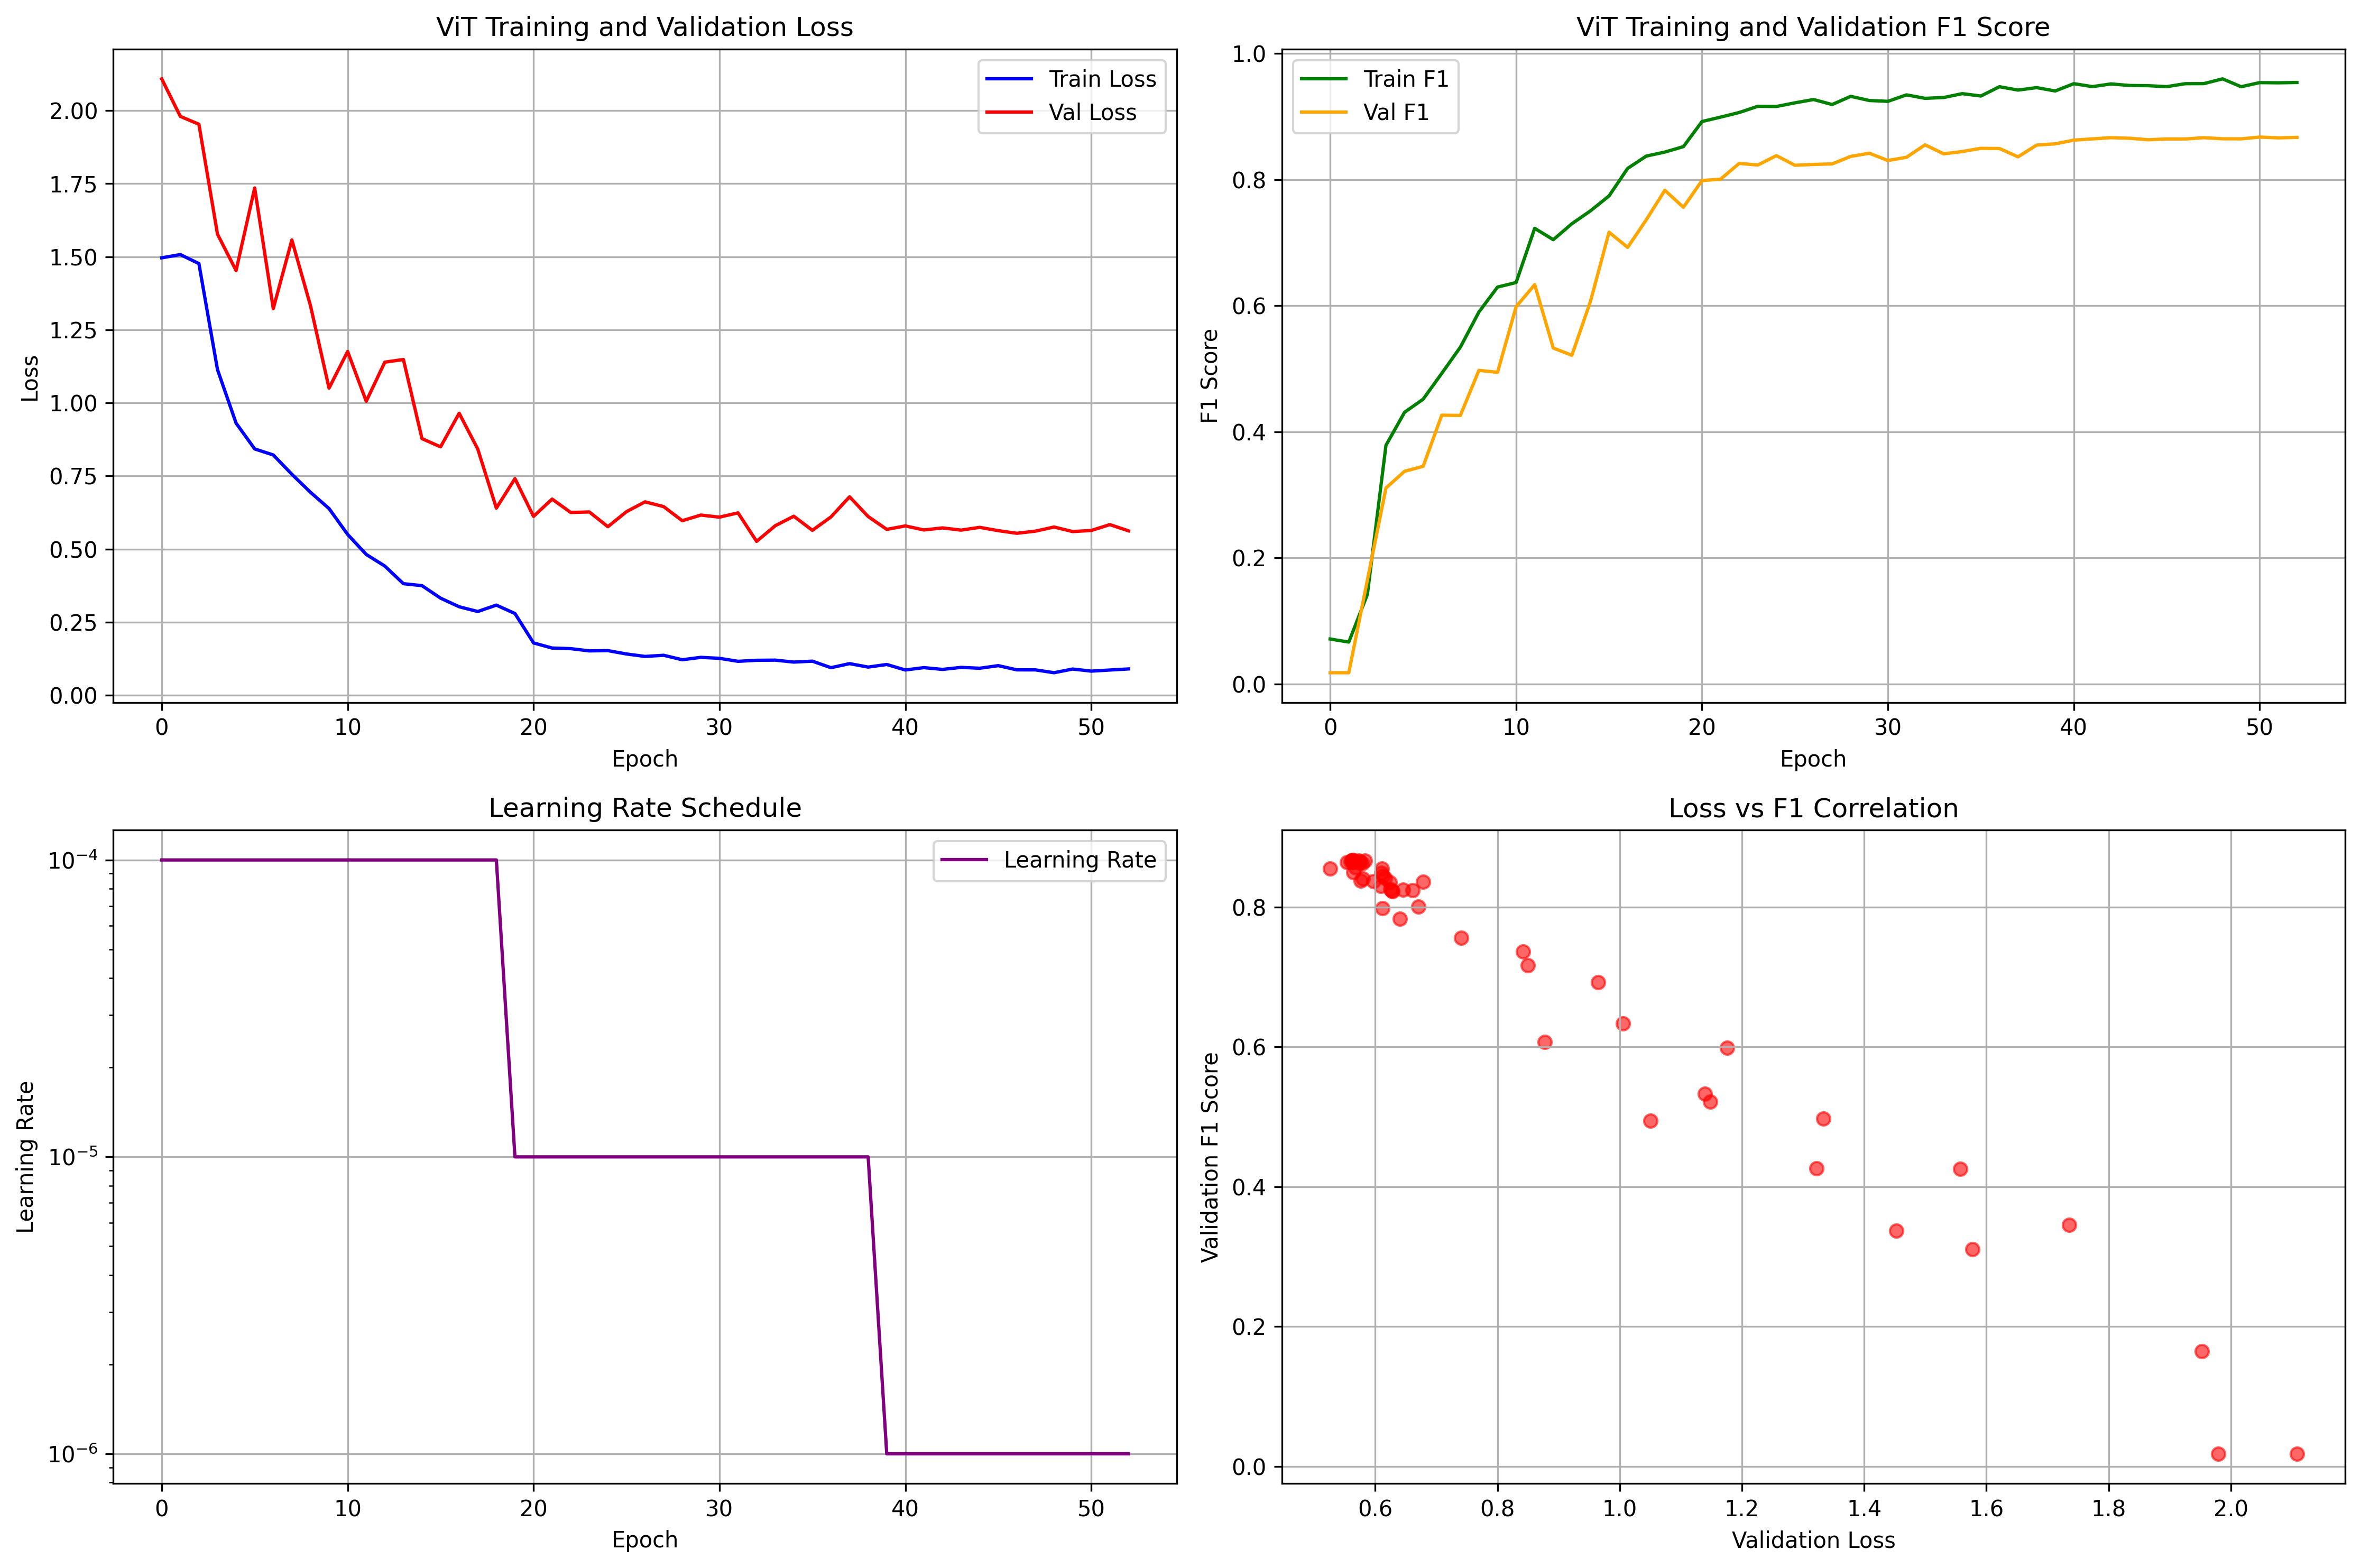 ViT Training and Validation Loss
Loss
2.00
1.75
1.50
1.25
1.00
0.75
0.50
0.25
0.00
Train Loss
Val Loss
0 10 20 30 40 50
Epoch
ViT Training and Validation F1 Score
F1 Score
1.0
0.8
0.6
0.4
0.2
0.0
Train F1
Val F1
0 10 20 30 40 50
Epoch
Learning Rate Schedule
Learning Rate
10⁻⁴
10⁻⁵
10⁻⁶
Learning Rate
0 10 20 30 40 50
Epoch
Loss vs F1 Correlation
Validation F1 Score
0.8
0.6
0.4
0.2
0.0
0.6 0.8 1.0 1.2 1.4 1.6 1.8 2.0
Validation Loss